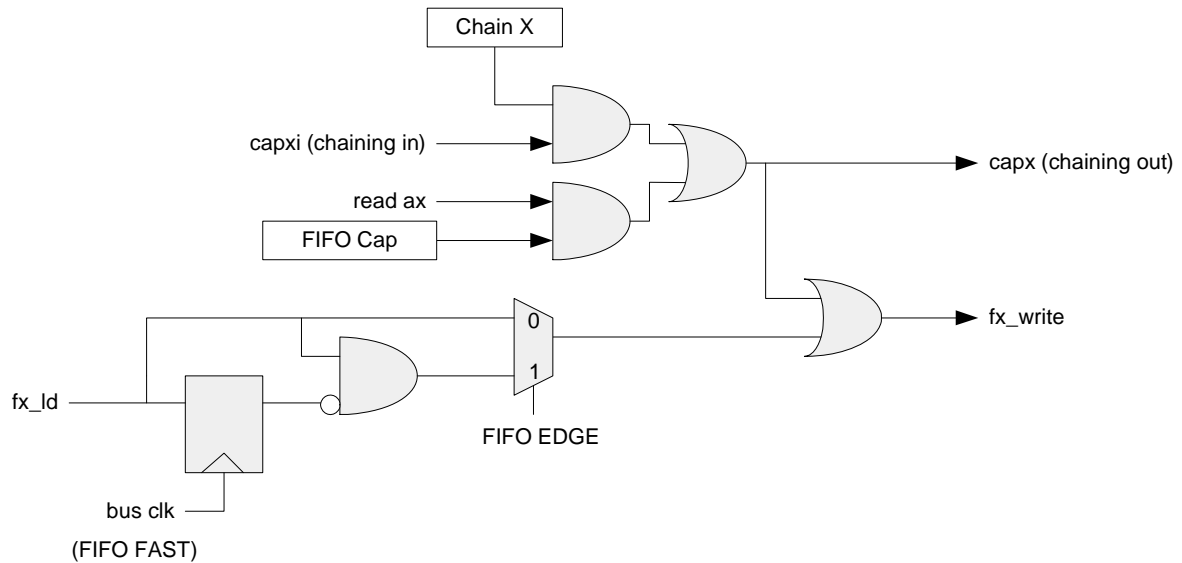 Chain X
capxi (chaining in)
capx (chaining out)
read ax
FIFO Cap
0
fx_write
1
fx_ld
FIFO EDGE
bus clk
(FIFO FAST)